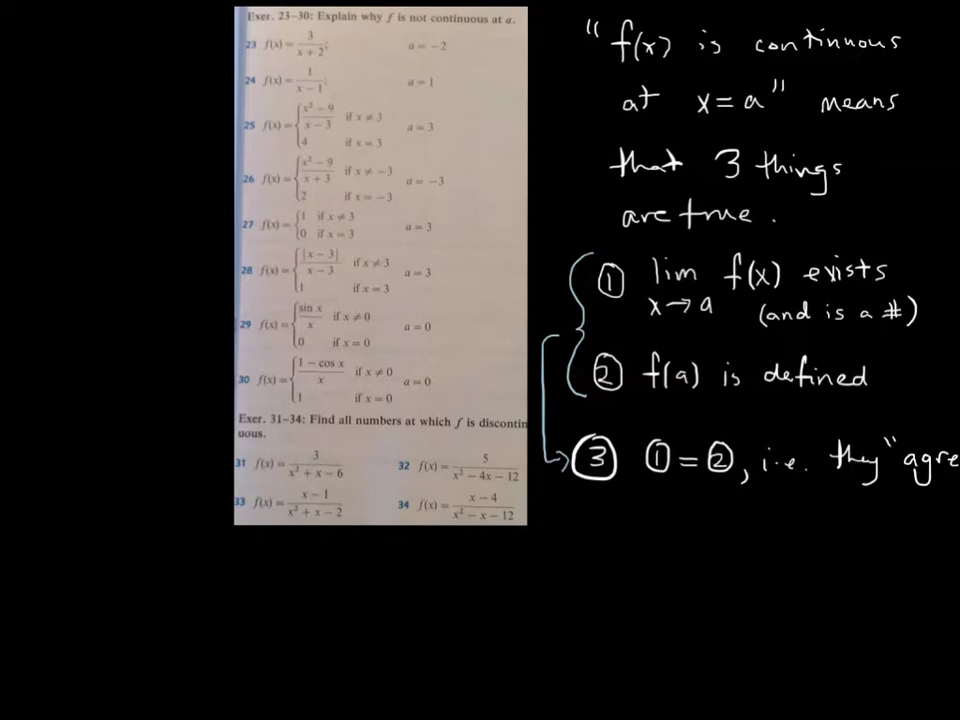 Exer. 23–30: Explain why f is not continuous at a.
23 f(x) = 3 / (x + 2); a = −2
24 f(x) = 1 / (x − 1); a = 1
25 f(x) = { (x² − 9) / (x − 3) if x ≠ 3 a = 3
4 if x = 3
26 f(x) = { (x² − 9) / (x + 3) if x ≠ −3 a = −3
2 if x = −3
27 f(x) = { 1 if x ≠ 3 a = 3
0 if x = 3
28 f(x) = { |x − 3| / (x − 3) if x ≠ 3 a = 3
1 if x = 3
29 f(x) = { sin x / x if x ≠ 0 a = 0
0 if x = 0
30 f(x) = { (1 − cos x) / x if x ≠ 0 a = 0
1 if x = 0
Exer. 31–34: Find all numbers at which f is discontin
uous.
31 f(x) = 3 / (x² + x − 6) 32 f(x) = 5 / (x² − 4x − 12)
33 f(x) = (x − 1) / (x² + x − 2) 34 f(x) = (x − 4) / (x² − x − 12)
"f(x) is continuous
at x = a" means
that 3 things
are true.
① lim f(x) exists
x → a (and is a #)
② f(a) is defined
③ ① = ②, i.e. they "agre